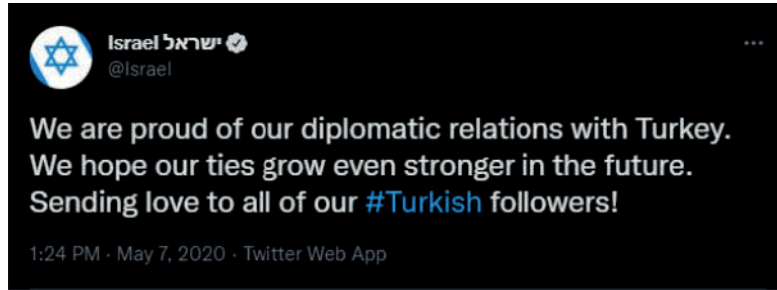 Israel ישראל
@Israel
We are proud of our diplomatic relations with Turkey.
We hope our ties grow even stronger in the future.
Sending love to all of our #Turkish followers!
1:24 PM · May 7, 2020 · Twitter Web App